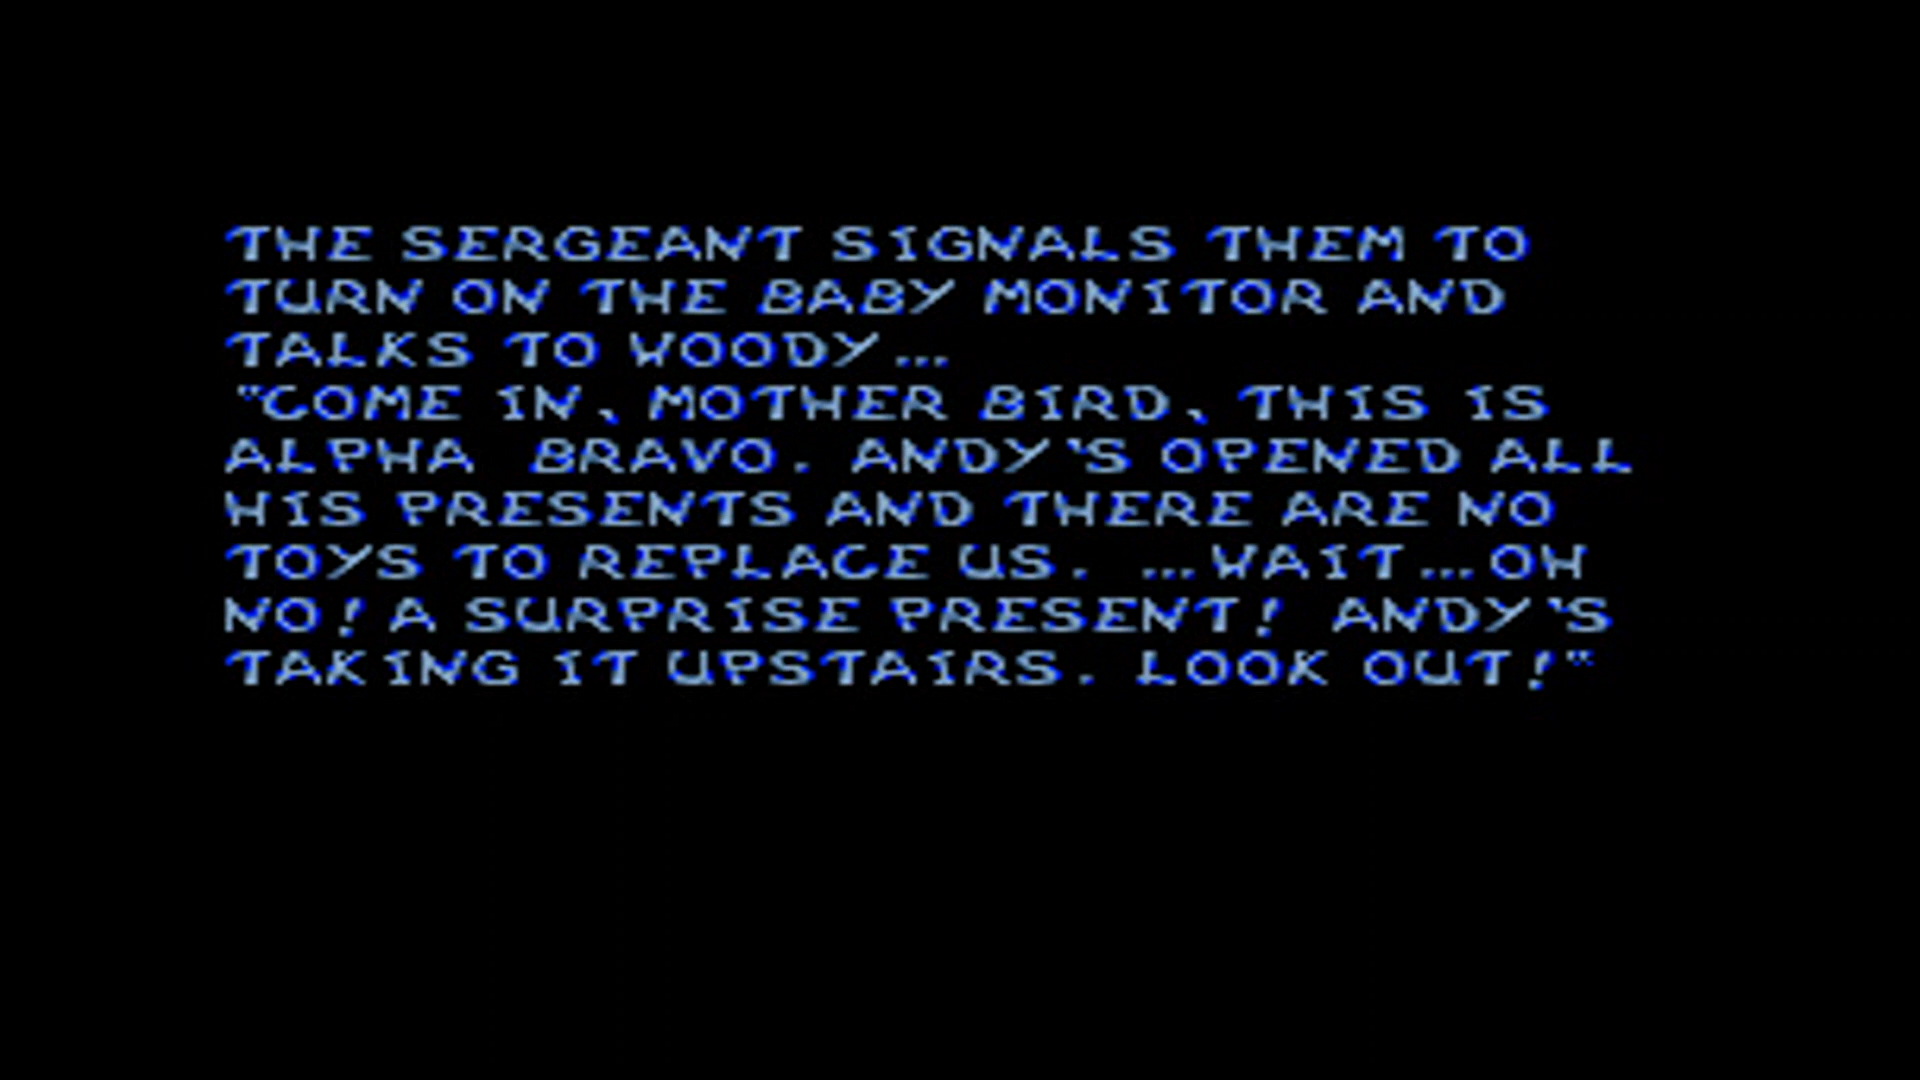 THE SERGEANT SIGNALS THEM TO
TURN ON THE BABY MONITOR AND
TALKS TO WOODY...
"COME IN, MOTHER BIRD, THIS IS
ALPHA  BRAVO. ANDY'S OPENED ALL
HIS PRESENTS AND THERE ARE NO
TOYS TO REPLACE US. ...WAIT...OH
NO! A SURPRISE PRESENT! ANDY'S
TAKING IT UPSTAIRS. LOOK OUT!"